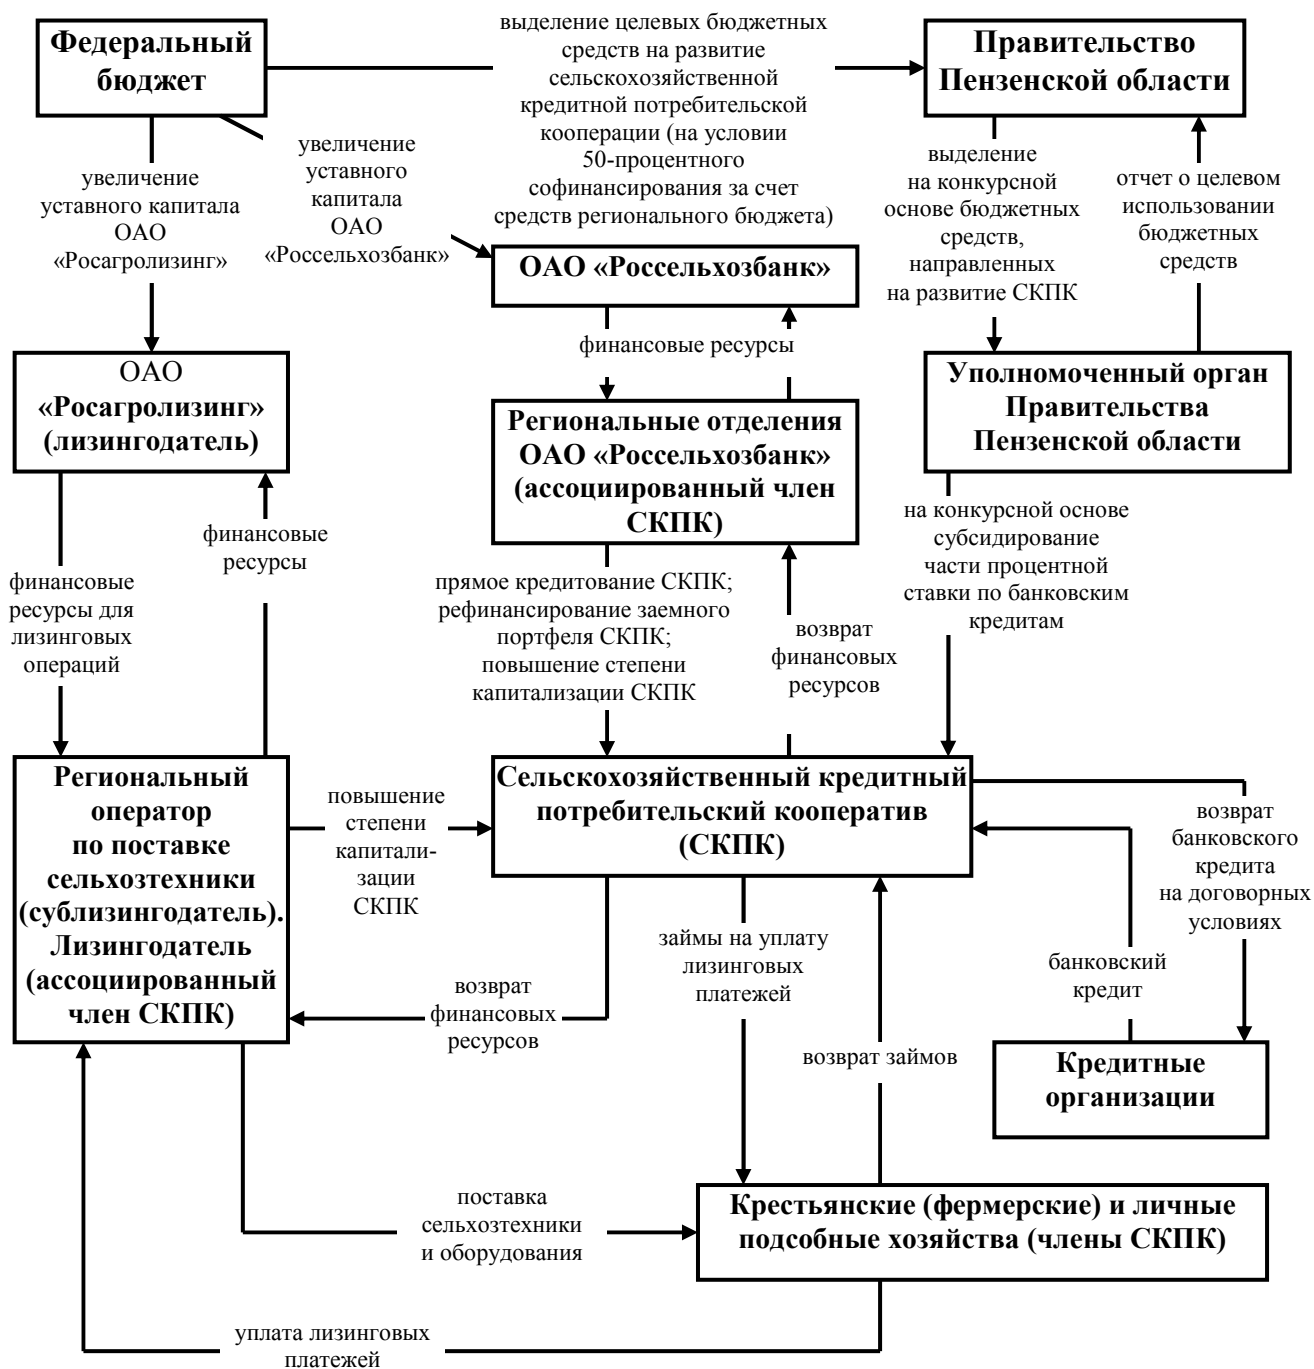 Федеральный
бюджет
выделение целевых бюджетных
средств на развитие
сельскохозяйственной
кредитной потребительской
кооперации (на условии
50-процентного
софинансирования за счет
средств регионального бюджета)
Правительство
Пензенской области
увеличение
уставного капитала
ОАО
«Росагролизинг»
увеличение
уставного
капитала
ОАО
«Россельхозбанк»
выделение
на конкурсной
основе бюджетных
средств,
направленных
на развитие СКПК
отчет о целевом
использовании
бюджетных
средств
ОАО «Россельхозбанк»
финансовые ресурсы
ОАО
«Росагролизинг»
(лизингодатель)
Региональные отделения
ОАО «Россельхозбанк»
(ассоциированный член
СКПК)
Уполномоченный орган
Правительства
Пензенской области
финансовые
ресурсы для
лизинговых
операций
финансовые
ресурсы
прямое кредитование СКПК;
рефинансирование заемного
портфеля СКПК;
повышение степени
капитализации СКПК
возврат
финансовых
ресурсов
на конкурсной основе
субсидирование
части процентной
ставки по банковским
кредитам
Региональный
оператор
по поставке
сельхозтехники
(сублизингодатель).
Лизингодатель
(ассоциированный
член СКПК)
повышение
степени
капитали-
зации
СКПК
Сельскохозяйственный кредитный
потребительский кооператив
(СКПК)
возврат
банковского
кредита
на договорных
условиях
возврат
финансовых
ресурсов
займы на уплату
лизинговых
платежей
возврат займов
банковский
кредит
Кредитные
организации
поставка
сельхозтехники
и оборудования
Крестьянские (фермерские) и личные
подсобные хозяйства (члены СКПК)
уплата лизинговых
платежей